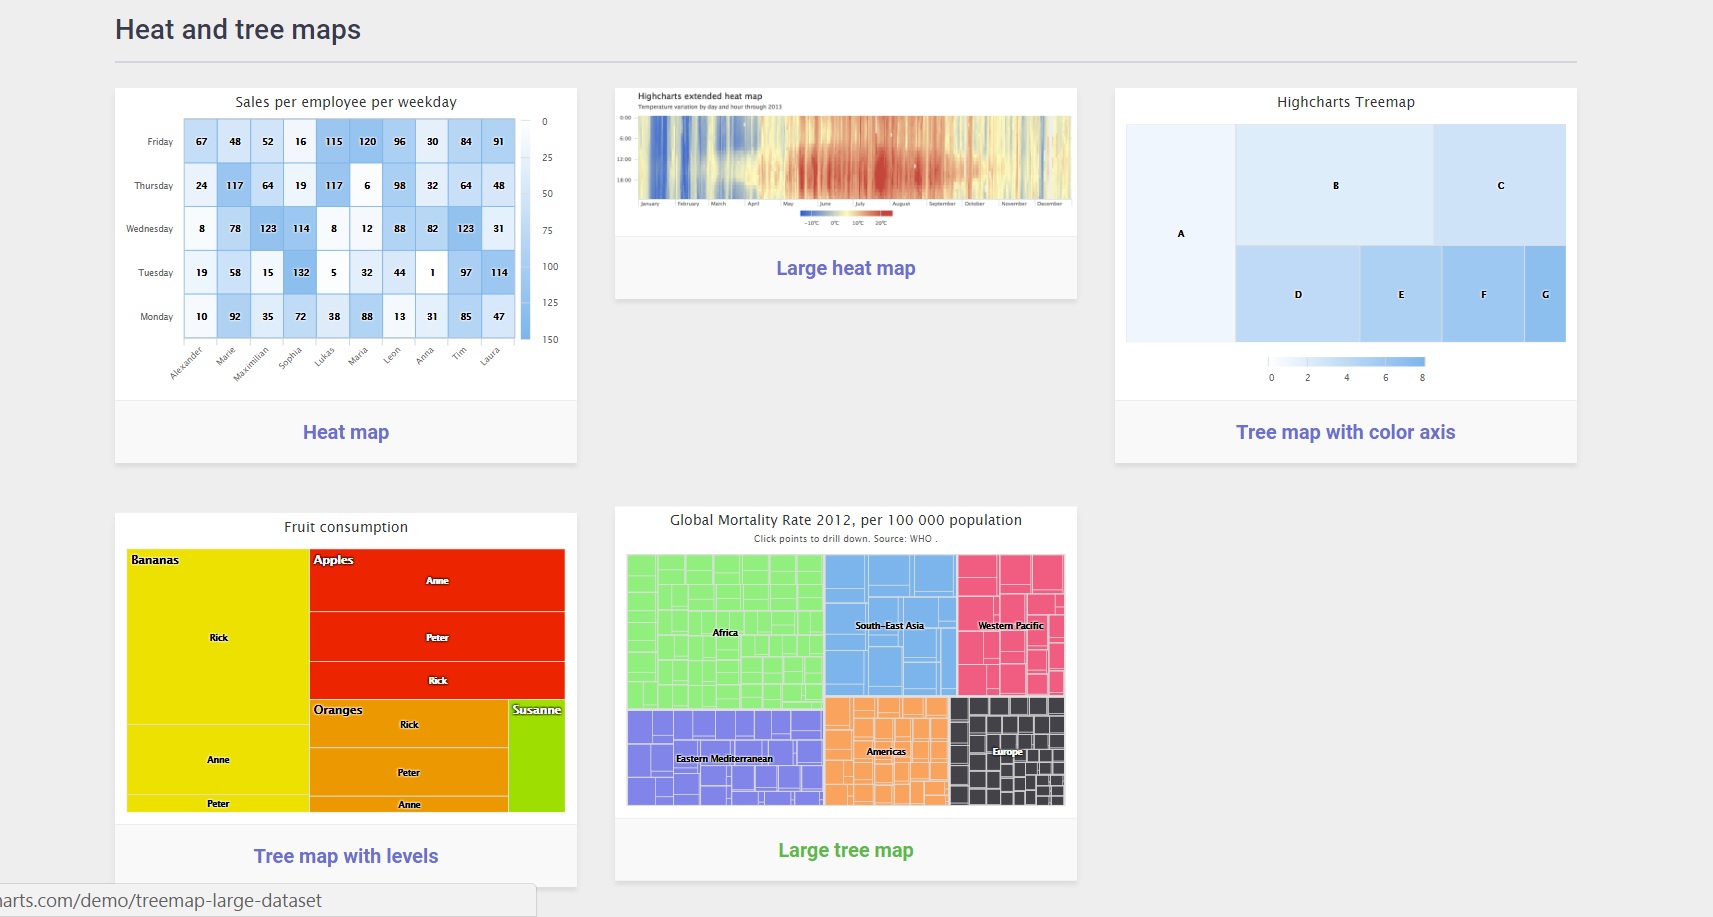 Heat and tree maps
Sales per employee per weekday
Friday 67 48 52 16 115 120 96 30 84 91
Thursday 24 117 64 19 117 6 98 32 64 48
Wednesday 8 78 123 114 8 12 88 82 123 31
Tuesday 19 58 15 132 5 32 44 1 97 114
Monday 10 92 35 72 38 88 13 31 85 47
Alexander Marie Maximilian Sophia Lukas Maria Leon Anna Tim Laura
0
25
50
75
100
125
150
Heat map
Highcharts extended heat map
Temperature variation by day and hour through 2013
0:00
6:00
12:00
18:00
January February March April May June July August September October November December
-10°C 0°C 10°C 20°C
Large heat map
Highcharts Treemap
A
B
C
D
E
F
G
0 2 4 6 8
Tree map with color axis
Fruit consumption
Bananas
Rick
Anne
Peter
Apples
Anne
Peter
Rick
Oranges
Rick
Peter
Anne
Susanne
Tree map with levels
Global Mortality Rate 2012, per 100 000 population
Click points to drill down. Source: WHO .
Africa
South-East Asia
Western Pacific
Eastern Mediterranean
Americas
Europe
Large tree map
arts.com/demo/treemap-large-dataset